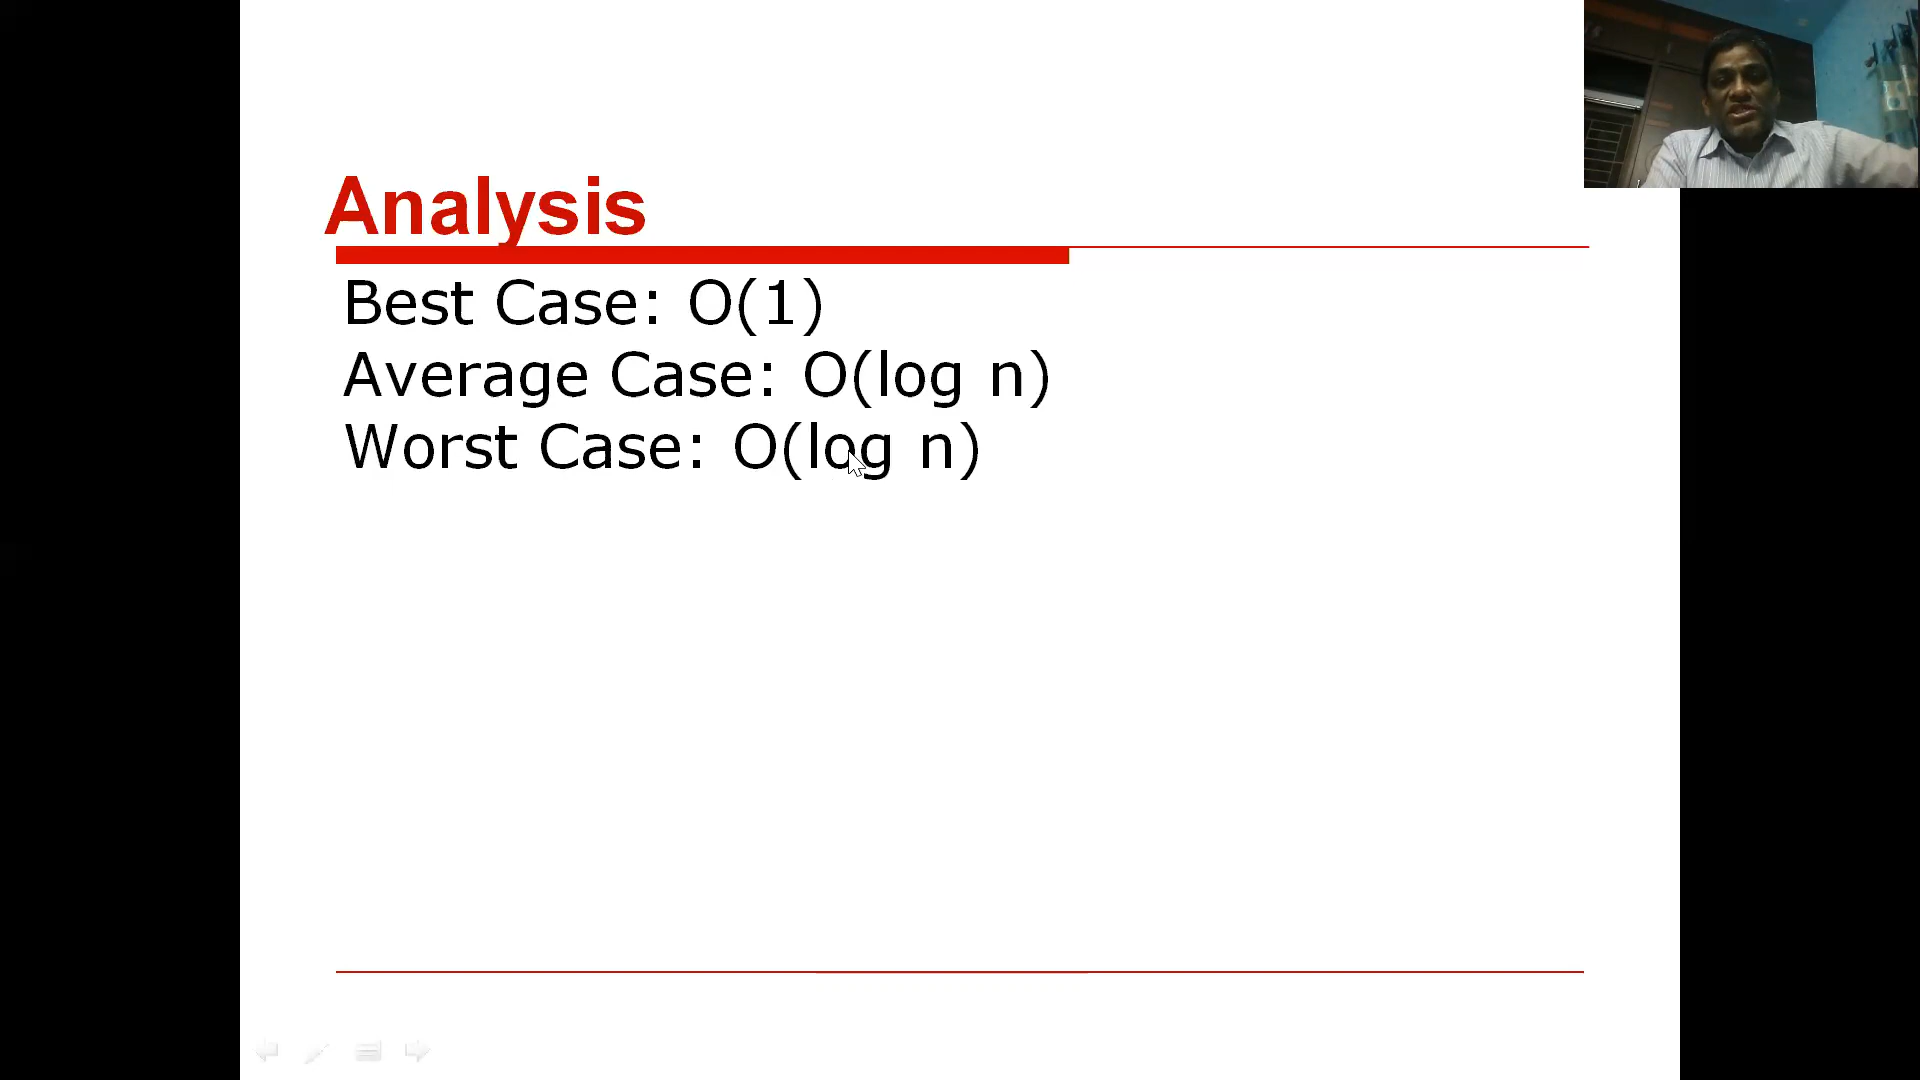 Analysis
Best Case: O(1)
Average Case: O(log n)
Worst Case: O(log n)